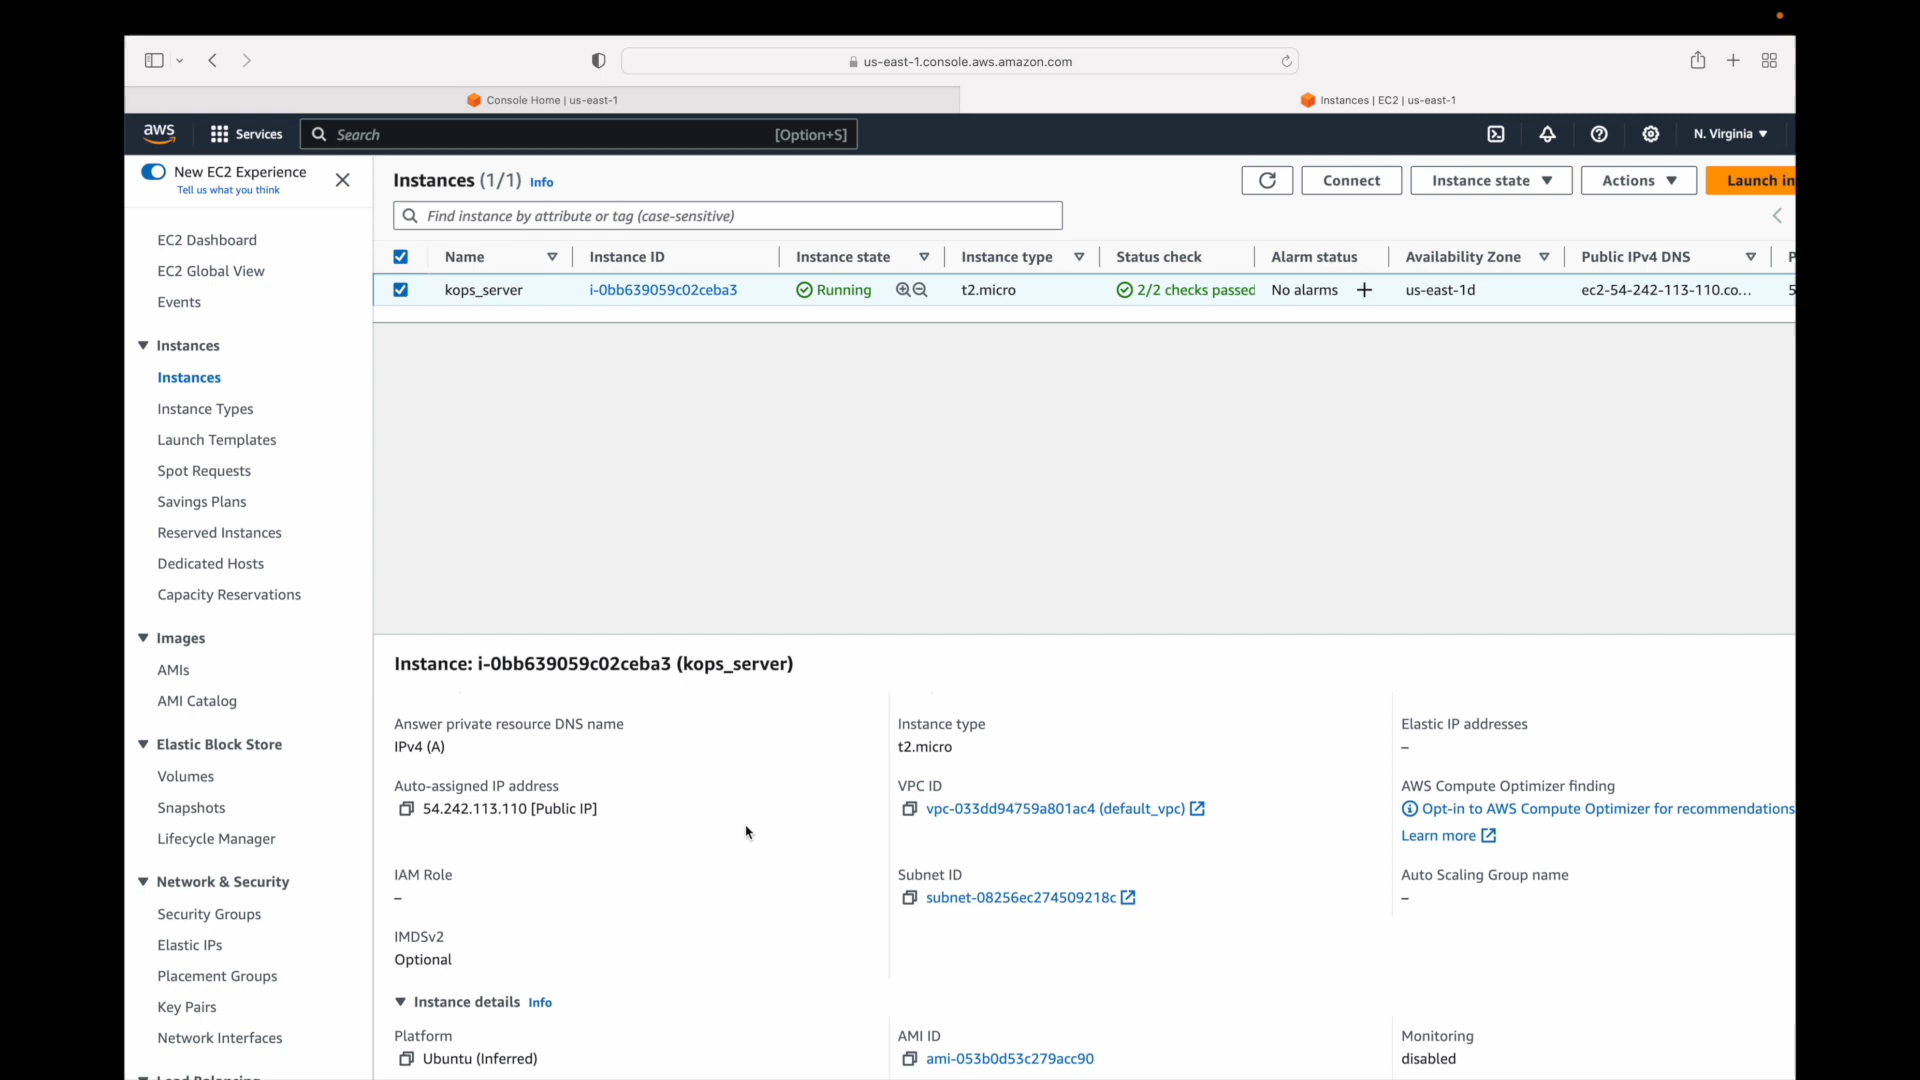 us-east-1.console.aws.amazon.com
Console Home | us-east-1
Instances | EC2 | us-east-1
aws
Services
Search
[Option+S]
N. Virginia
New EC2 Experience
Tell us what you think
EC2 Dashboard
EC2 Global View
Events
Instances
Instances
Instance Types
Launch Templates
Spot Requests
Savings Plans
Reserved Instances
Dedicated Hosts
Capacity Reservations
Images
AMIs
AMI Catalog
Elastic Block Store
Volumes
Snapshots
Lifecycle Manager
Network & Security
Security Groups
Elastic IPs
Placement Groups
Key Pairs
Network Interfaces
Instances (1/1) Info
Connect
Instance state
Actions
Launch in
Find instance by attribute or tag (case-sensitive)
Name
Instance ID
Instance state
Instance type
Status check
Alarm status
Availability Zone
Public IPv4 DNS
P
kops_server
i-0bb639059c02ceba3
Running
t2.micro
2/2 checks passed
No alarms
us-east-1d
ec2-54-242-113-110.co...
5
Instance: i-0bb639059c02ceba3 (kops_server)
Answer private resource DNS name
IPv4 (A)
Instance type
t2.micro
Elastic IP addresses
–
Auto-assigned IP address
54.242.113.110 [Public IP]
VPC ID
vpc-033dd94759a801ac4 (default_vpc)
AWS Compute Optimizer finding
Opt-in to AWS Compute Optimizer for recommendations
Learn more
IAM Role
–
Subnet ID
subnet-08256ec274509218c
Auto Scaling Group name
–
IMDSv2
Optional
Instance details Info
Platform
Ubuntu (Inferred)
AMI ID
ami-053b0d53c279acc90
Monitoring
disabled